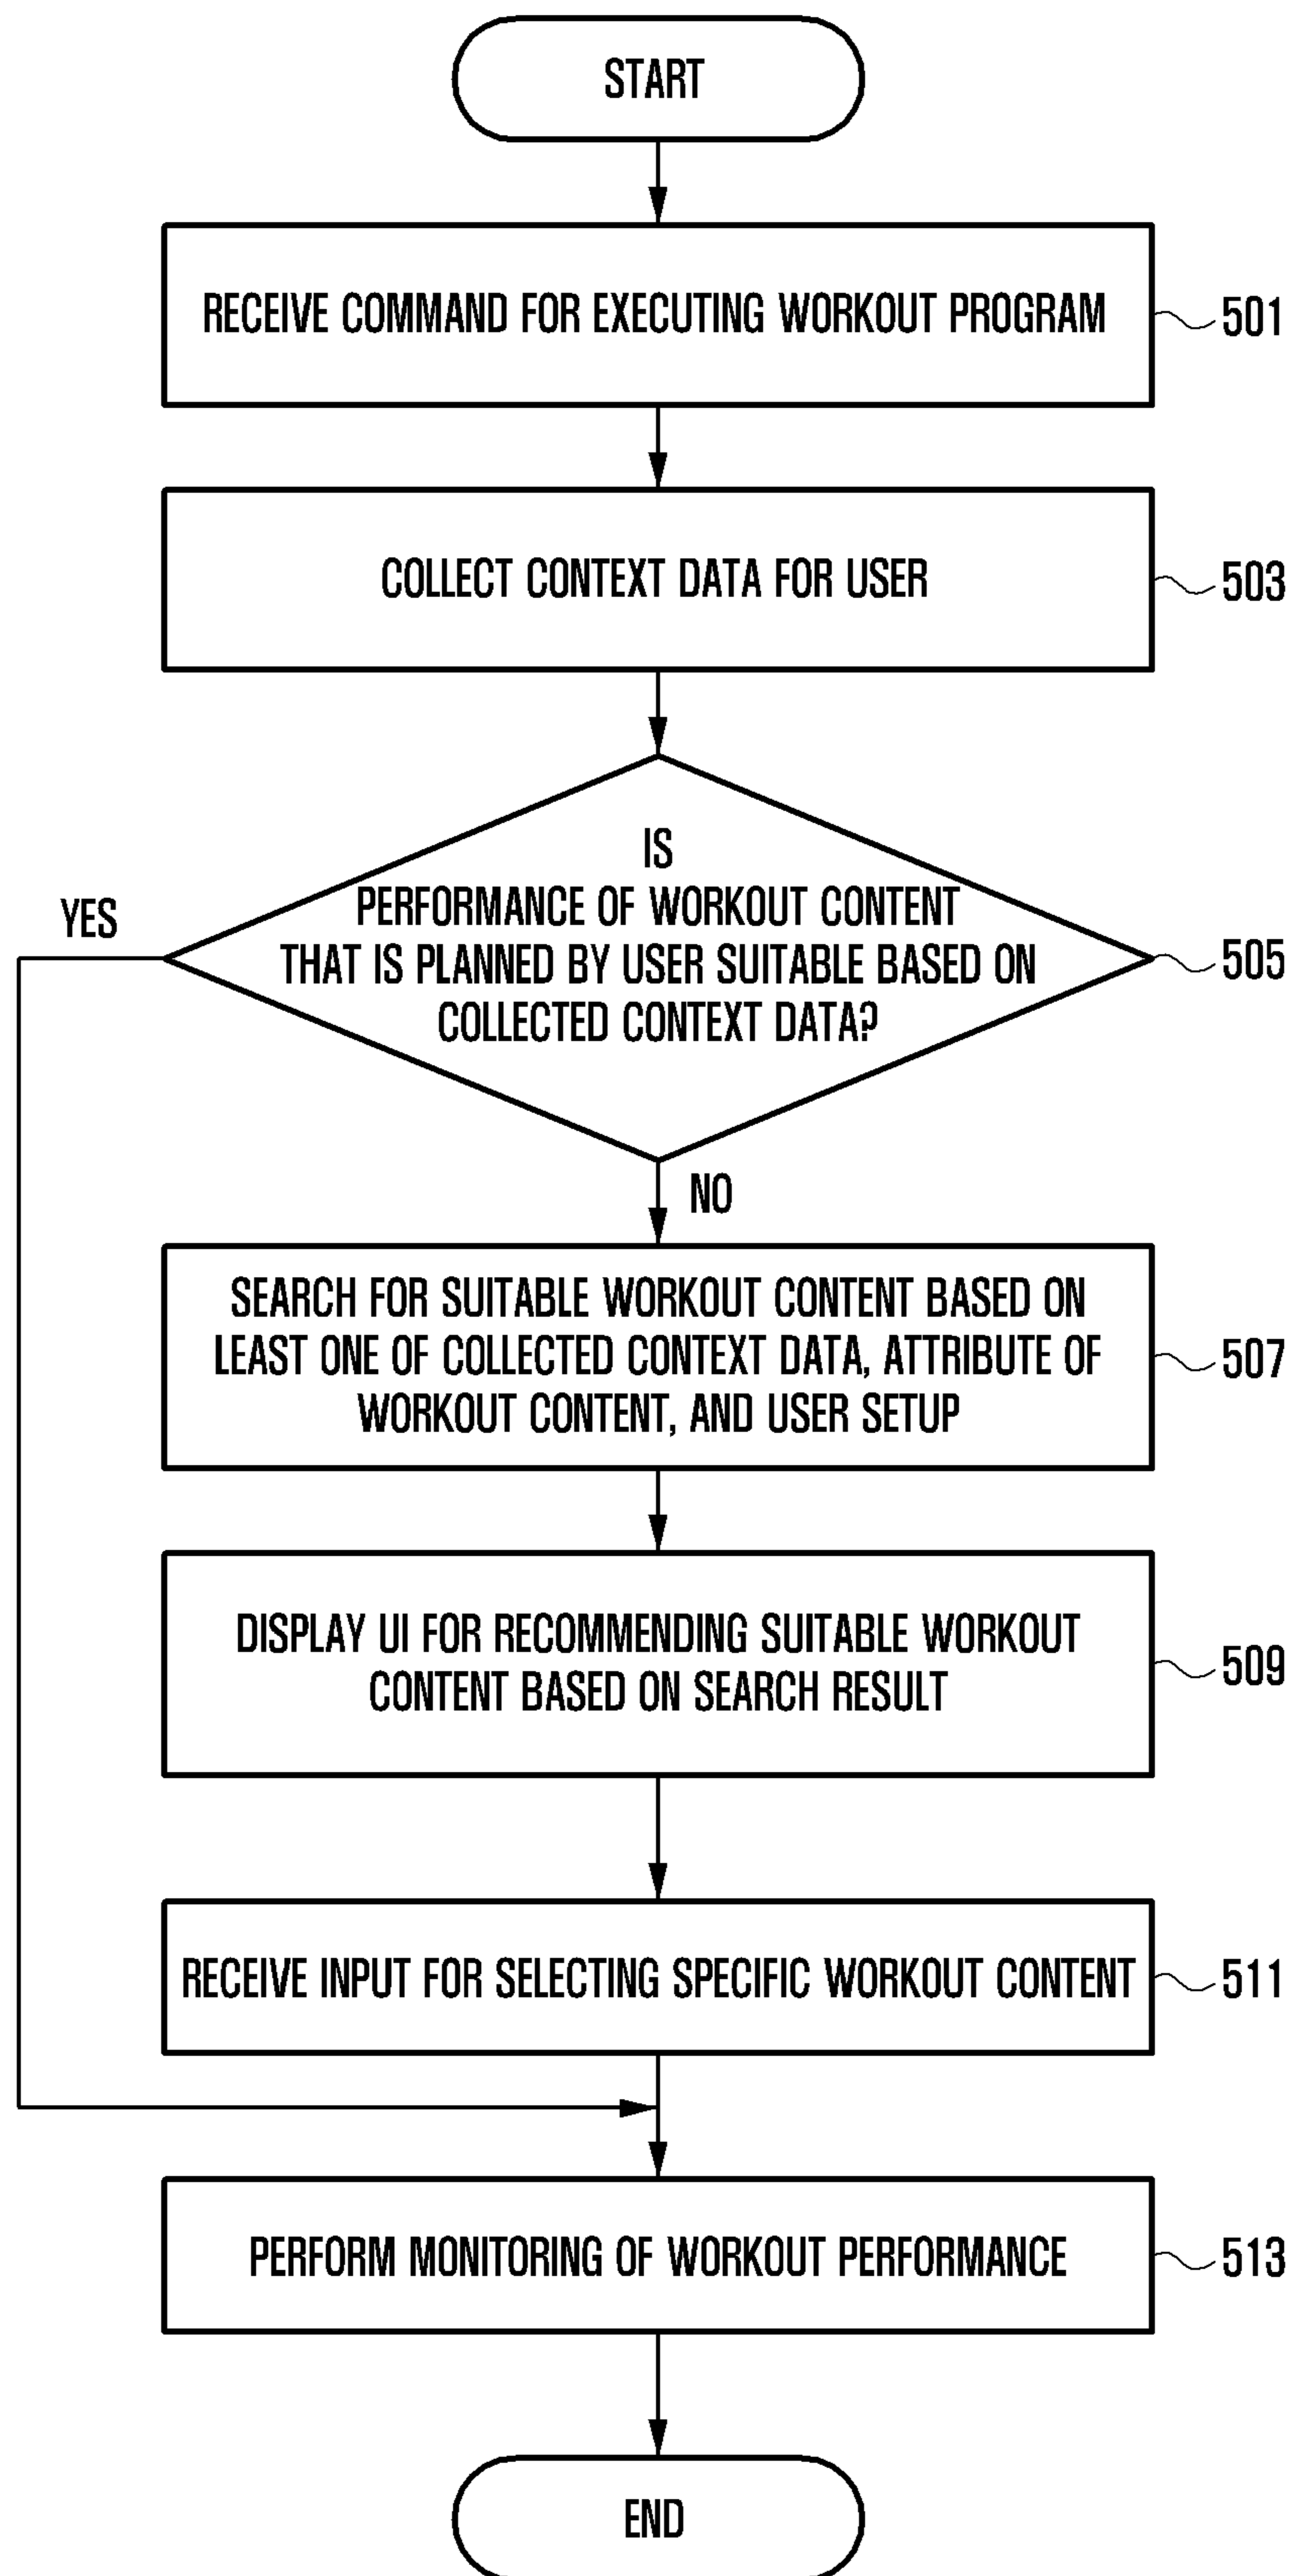 START
RECEIVE COMMAND FOR EXECUTING WORKOUT PROGRAM
501
COLLECT CONTEXT DATA FOR USER
503
IS
PERFORMANCE OF WORKOUT CONTENT
THAT IS PLANNED BY USER SUITABLE BASED ON
COLLECTED CONTEXT DATA?
YES
505
NO
SEARCH FOR SUITABLE WORKOUT CONTENT BASED ON
LEAST ONE OF COLLECTED CONTEXT DATA, ATTRIBUTE OF
WORKOUT CONTENT, AND USER SETUP
507
DISPLAY UI FOR RECOMMENDING SUITABLE WORKOUT
CONTENT BASED ON SEARCH RESULT
509
RECEIVE INPUT FOR SELECTING SPECIFIC WORKOUT CONTENT
511
PERFORM MONITORING OF WORKOUT PERFORMANCE
513
END